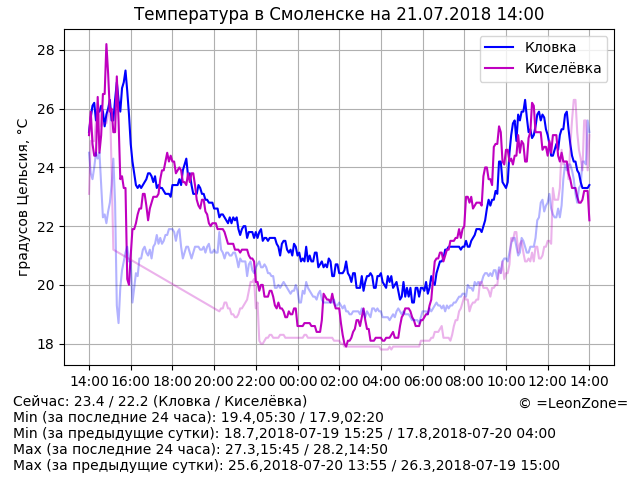 Температура в Смоленске на 21.07.2018 14:00
градусов Цельсия, °C
28
26
24
22
20
18
Кловка
Киселёвка
14:00 16:00 18:00 20:00 22:00 00:00 02:00 04:00 06:00 08:00 10:00 12:00 14:00
Сейчас: 23.4 / 22.2 (Кловка / Киселёвка)
© =LeonZone=
Min (за последние 24 часа): 19.4,05:30 / 17.9,02:20
Min (за предыдущие сутки): 18.7,2018-07-19 15:25 / 17.8,2018-07-20 04:00
Max (за последние 24 часа): 27.3,15:45 / 28.2,14:50
Max (за предыдущие сутки): 25.6,2018-07-20 13:55 / 26.3,2018-07-19 15:00